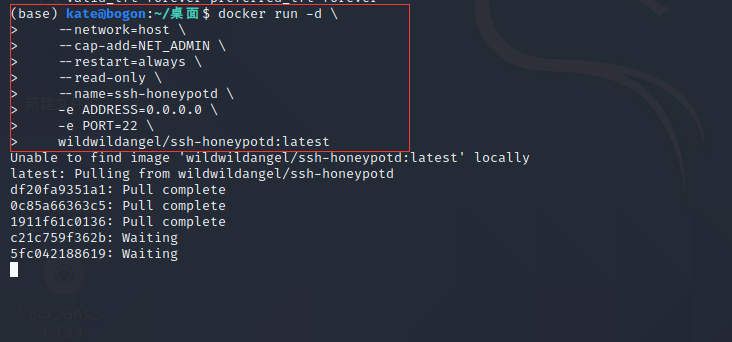 (base) kate@bogon:~/桌面$ docker run -d \
>     --network=host \
>     --cap-add=NET_ADMIN \
>     --restart=always \
>     --read-only \
>     --name=ssh-honeypotd \
>     -e ADDRESS=0.0.0.0 \
>     -e PORT=22 \
>     wildwildangel/ssh-honeypotd:latest
Unable to find image 'wildwildangel/ssh-honeypotd:latest' locally
latest: Pulling from wildwildangel/ssh-honeypotd
df20fa9351a1: Pull complete
0c85a66363c5: Pull complete
1911f61c0136: Pull complete
c21c759f362b: Waiting
5fc042188619: Waiting